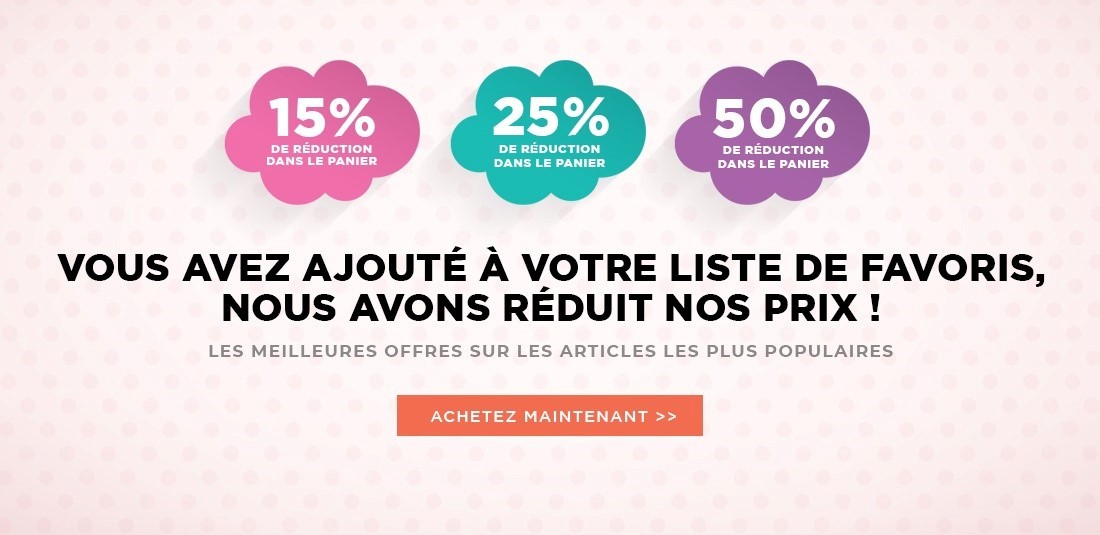 15%
DE RÉDUCTION
DANS LE PANIER
25%
DE RÉDUCTION
DANS LE PANIER
50%
DE RÉDUCTION
DANS LE PANIER
VOUS AVEZ AJOUTÉ À VOTRE LISTE DE FAVORIS,
NOUS AVONS RÉDUIT NOS PRIX !
LES MEILLEURES OFFRES SUR LES ARTICLES LES PLUS POPULAIRES
ACHETEZ MAINTENANT >>